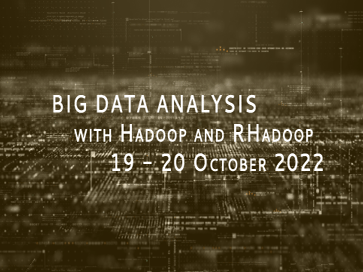 BIG DATA ANALYSIS
with Hadoop and RHadoop
19 – 20 October 2022